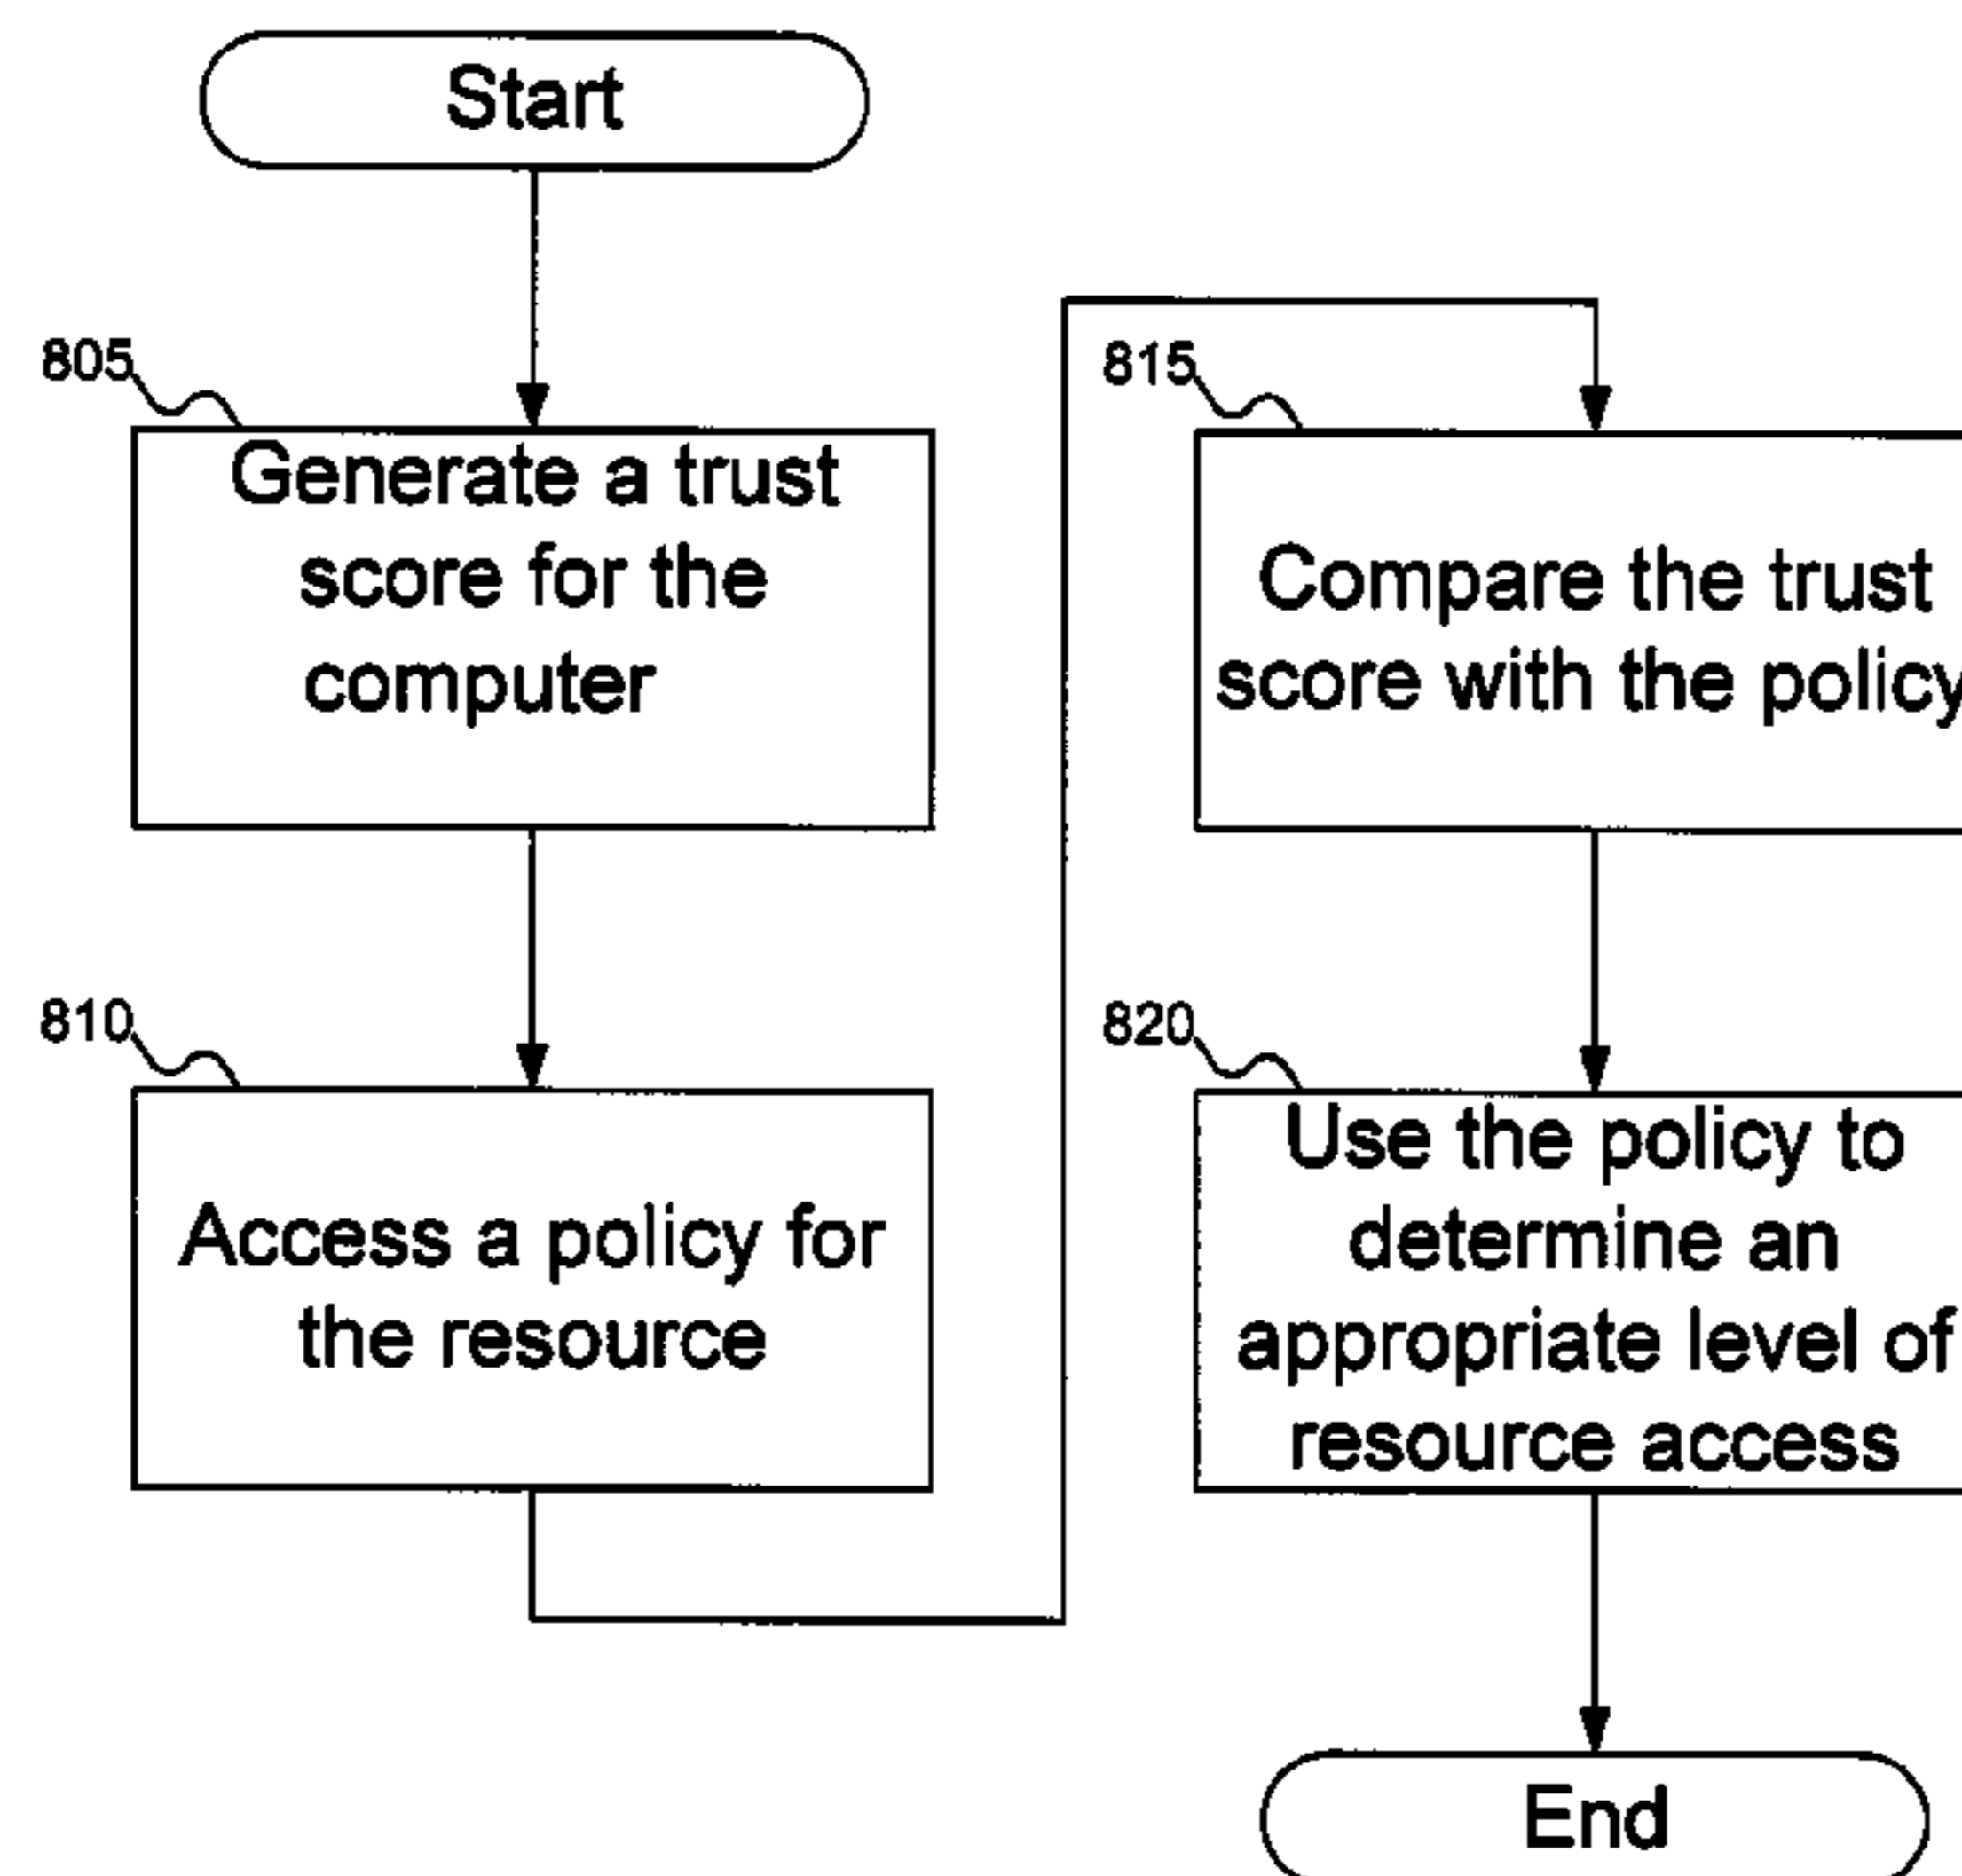 Start
805
Generate a trust
score for the
computer
810
Access a policy for
the resource
815
Compare the trust
score with the policy
820
Use the policy to
determine an
appropriate level of
resource access
End